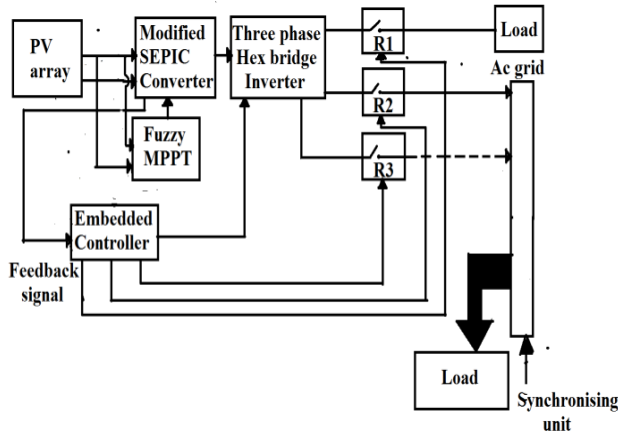 PV
array
Modified
SEPIC
Converter
Three phase
Hex bridge
Inverter
R1
Load
Ac grid
R2
R3
Fuzzy
MPPT
Embedded
Controller
Feedback
signal
Load
Synchronising
unit